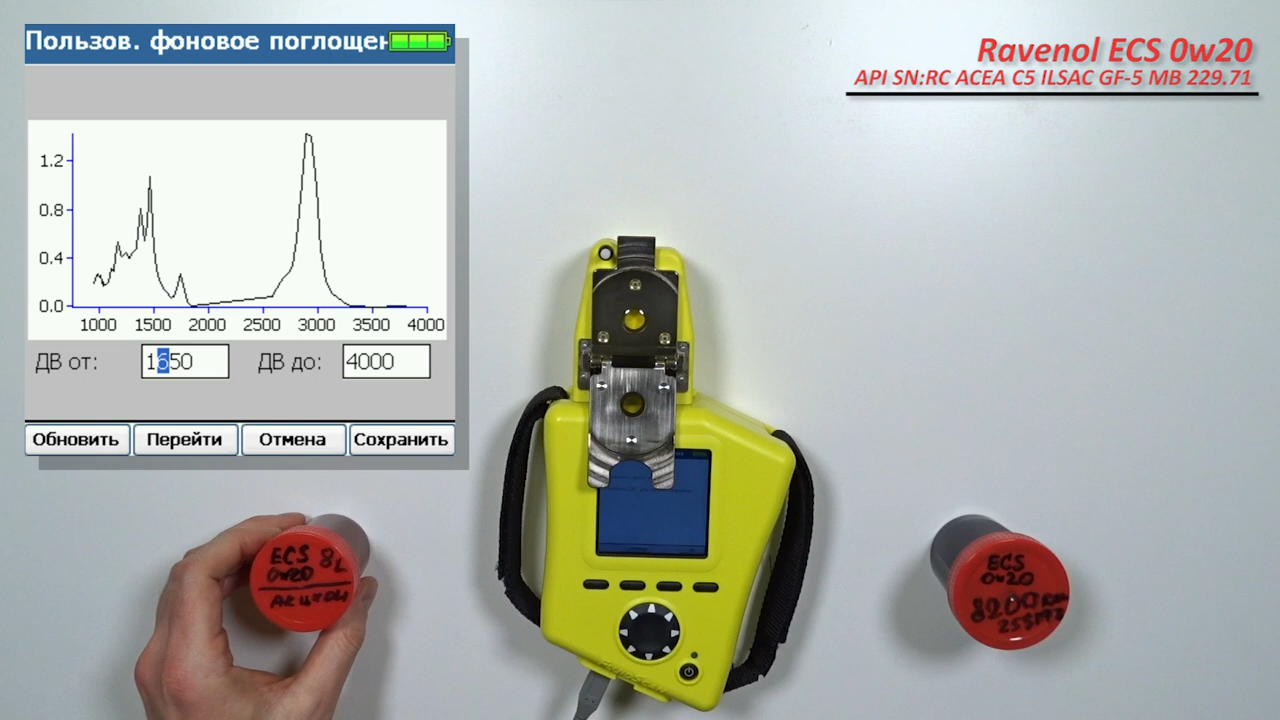 Пользов. фоновое поглощен
1.2
0.8
0.4
0.0
1000 1500 2000 2500 3000 3500 4000
ДВ от: 1650 ДВ до: 4000
Обновить Перейти Отмена Сохранить
Ravenol ECS 0w20
API SN:RC ACEA C5 ILSAC GF-5 MB 229.71
ECS 8L
0w20
ECS
0w20
8200